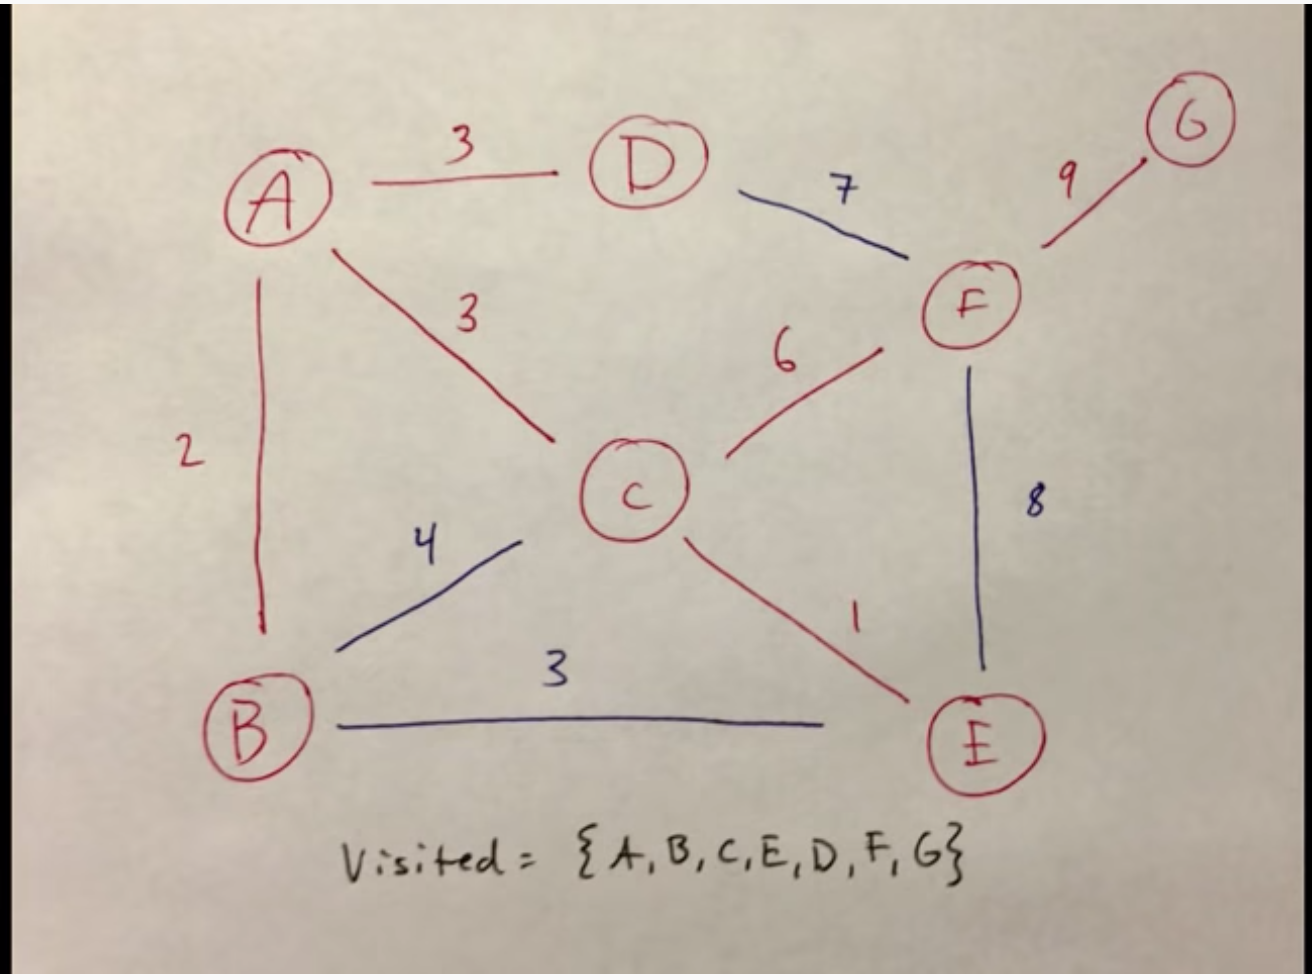 G
3
D
9
A
7
F
3
6
2
C
8
4
1
3
B
E
Visited = {A, B, C, E, D, F, G}